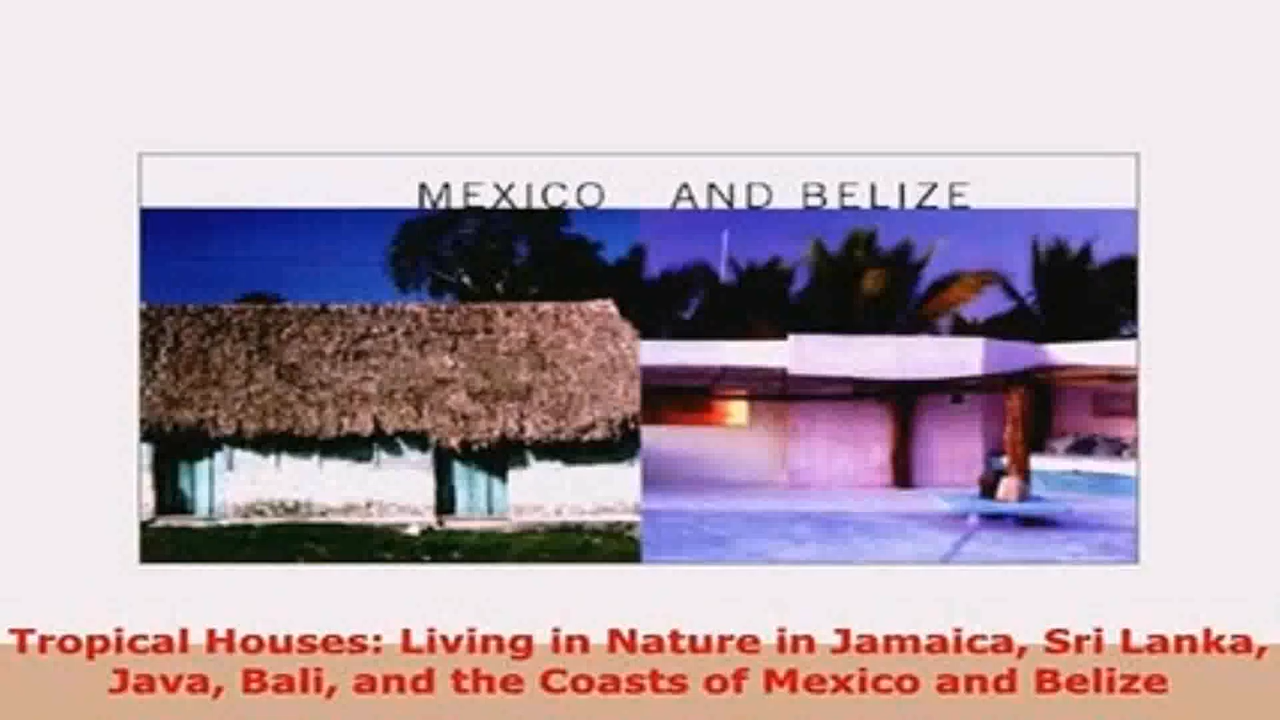 MEXICO AND BELIZE
Tropical Houses: Living in Nature in Jamaica, Sri Lanka,
Java, Bali, and the Coasts of Mexico and Belize